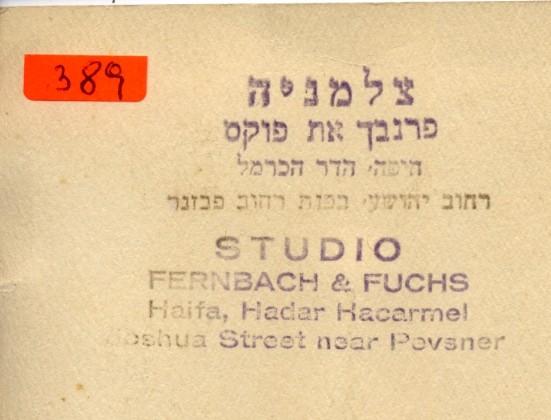 389
צלמניה
פרנבך את פוקס
חיפה, הדר הכרמל
רחוב יהושע, בפנת רחוב פבזנר
STUDIO
FERNBACH & FUCHS
Haifa, Hadar Hacarmel
Joshua Street near Pevsner